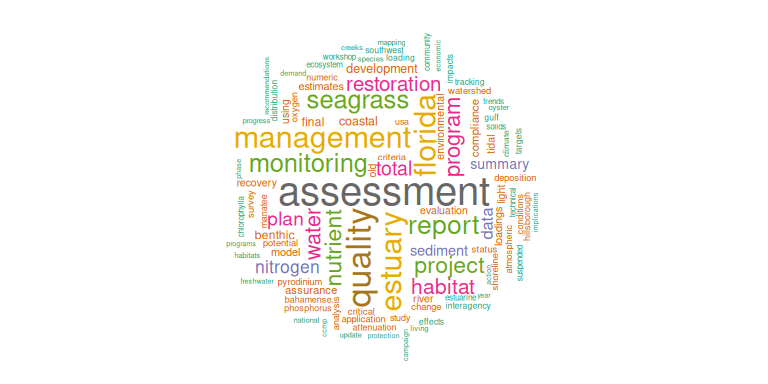 mapping
creeks
southwest
community
economic
workshop
species
loading
impacts
ecosystem
development
recommendations
demand
numeric
restoration
tracking
distribution
estimates
seagrass
watershed
using
oxygen
florida
environmental
program
compliance
trends
oyster
progress
final
coastal
usa
gulf
solids
management
tidal
climate
targets
criteria
monitoring
old
total
summary
phase
recovery
assessment
deposition
light
chlorophylla
survey
manatee
plan
water
nutrient
quality
estuary
evaluation
report
data
loadings
technical
conditions
hillsborough
implications
benthic
programs
potential
sediment
status
habitats
model
atmospheric
suspended
nitrogen
project
action
shoreline
freshwater
pyrodinium
habitat
assurance
bahamense
river
estuarine
year
phosphorus
analysis
critical
change
interagency
national
ccmp
application
study
effects
attenuation
living
update
protection
campaign